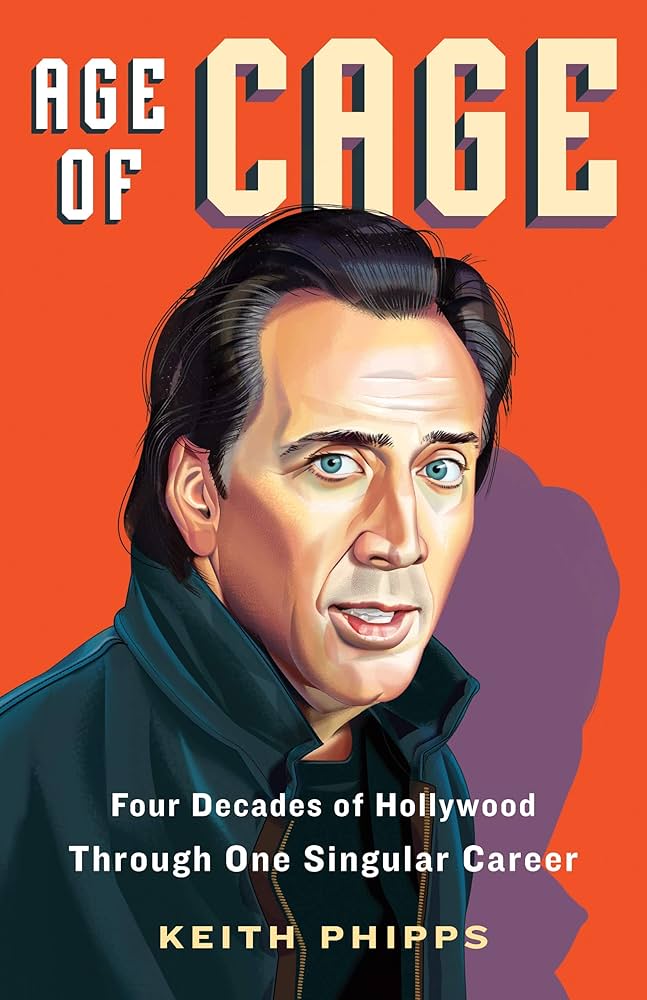 AGE
OF
CAGE
Four Decades of Hollywood
Through One Singular Career
KEITH PHIPPS